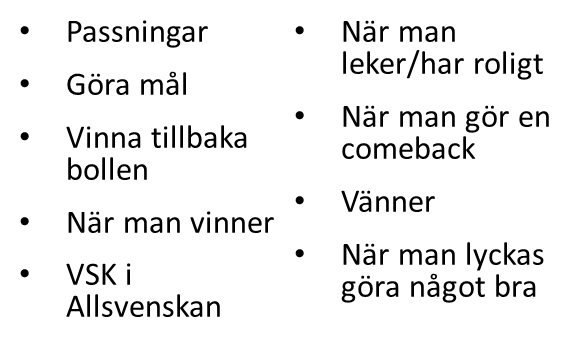 • Passningar
• Göra mål
• Vinna tillbaka
bollen
• När man vinner
• VSK i
Allsvenskan
• När man
leker/har roligt
• När man gör en
comeback
• Vänner
• När man lyckas
göra något bra